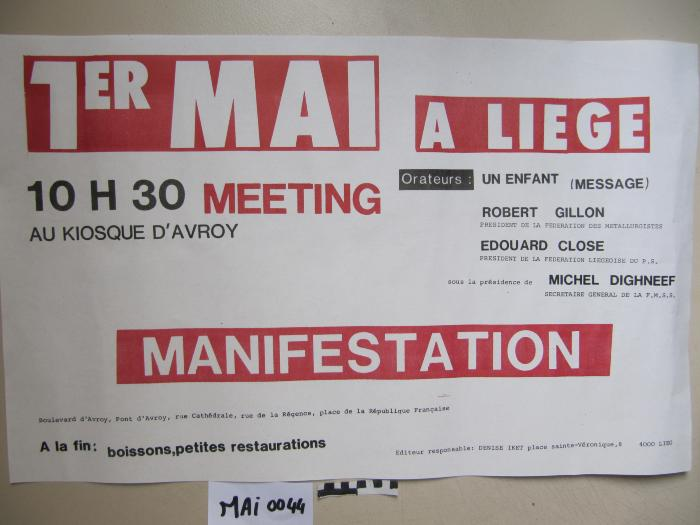 1ER MAI
A LIEGE
10 H 30 MEETING
AU KIOSQUE D'AVROY
Orateurs : UN ENFANT (MESSAGE)
ROBERT GILLON
PRESIDENT DE LA FEDERATION DES METALLURGISTES
EDOUARD CLOSE
PRESIDENT DE LA FEDERATION LIEGEOISE DU P.S.
sous la présidence de MICHEL DIGHNEEF
SECRETAIRE GENERAL DE LA F.M.S.S.
MANIFESTATION
Boulevard d'Avroy, Pont d'Avroy, rue Cathédrale, rue de la Régence, place de la République Française
A la fin: boissons,petites restaurations
Editeur responsable: DENISE IKET place sainte-Véronique,8 4000 LIEG
MAi 0044